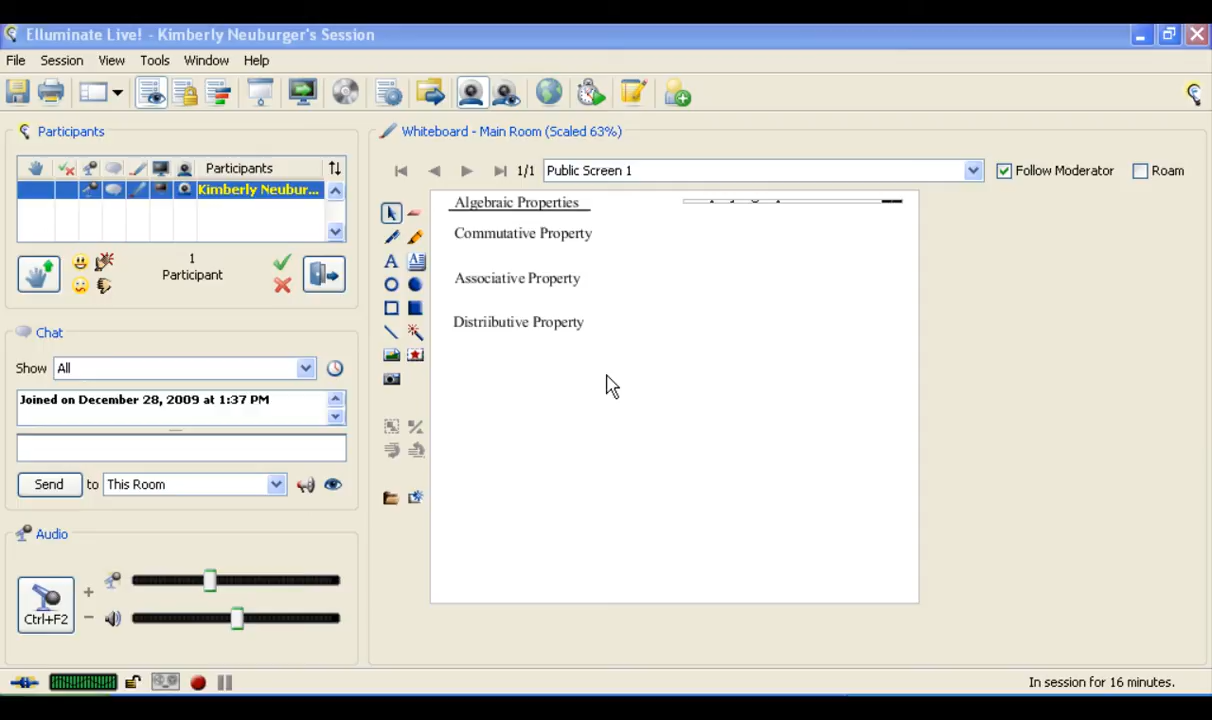 Elluminate Live! - Kimberly Neuburger's Session
File Session View Tools Window Help
Participants
Participants
Kimberly Neubur...
1
Participant
Chat
Show All
Joined on December 28, 2009 at 1:37 PM
Send to This Room
Audio
Ctrl+F2
Whiteboard - Main Room (Scaled 63%)
1/1 Public Screen 1 Follow Moderator Roam
Algebraic Properties
Commutative Property
Associative Property
Distriibutive Property
In session for 16 minutes.